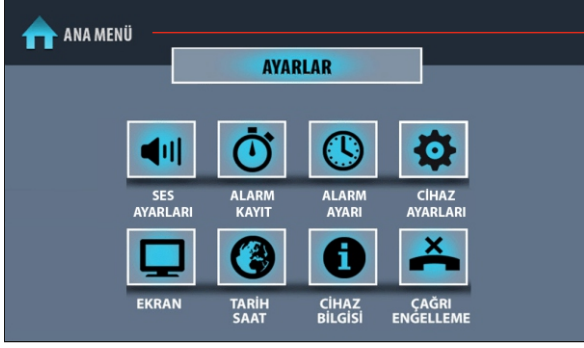 ANA MENÜ
AYARLAR
SES
AYARLARI
ALARM
KAYIT
ALARM
AYARI
CİHAZ
AYARLARI
EKRAN
TARİH
SAAT
CİHAZ
BİLGİSİ
ÇAĞRI
ENGELLEME